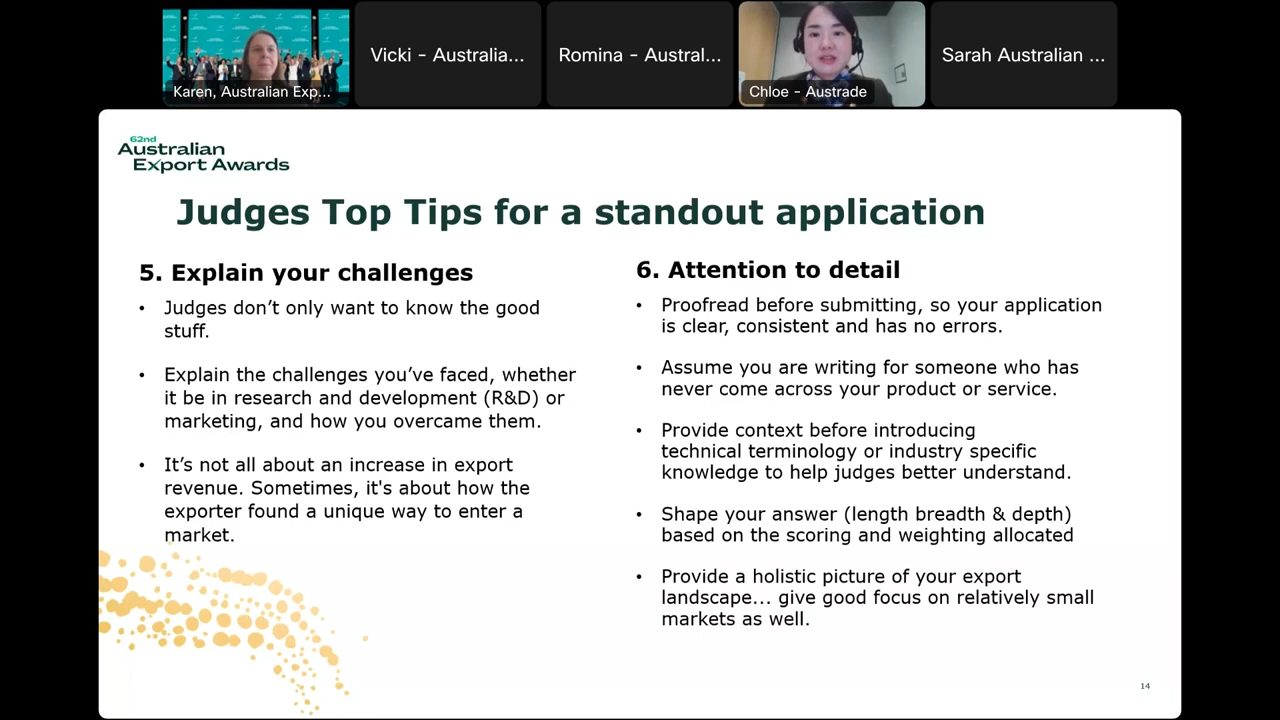 Karen, Australian Exp...
Vicki - Australia...
Romina - Austral...
Chloe - Austrade
Sarah Australian ...
62nd
Australian
Export Awards
Judges Top Tips for a standout application
5. Explain your challenges
• Judges don’t only want to know the good
stuff.
• Explain the challenges you’ve faced, whether
it be in research and development (R&D) or
marketing, and how you overcame them.
• It’s not all about an increase in export
revenue. Sometimes, it's about how the
exporter found a unique way to enter a
market.
6. Attention to detail
• Proofread before submitting, so your application
is clear, consistent and has no errors.
• Assume you are writing for someone who has
never come across your product or service.
• Provide context before introducing
technical terminology or industry specific
knowledge to help judges better understand.
• Shape your answer (length breadth & depth)
based on the scoring and weighting allocated
• Provide a holistic picture of your export
landscape... give good focus on relatively small
markets as well.
14